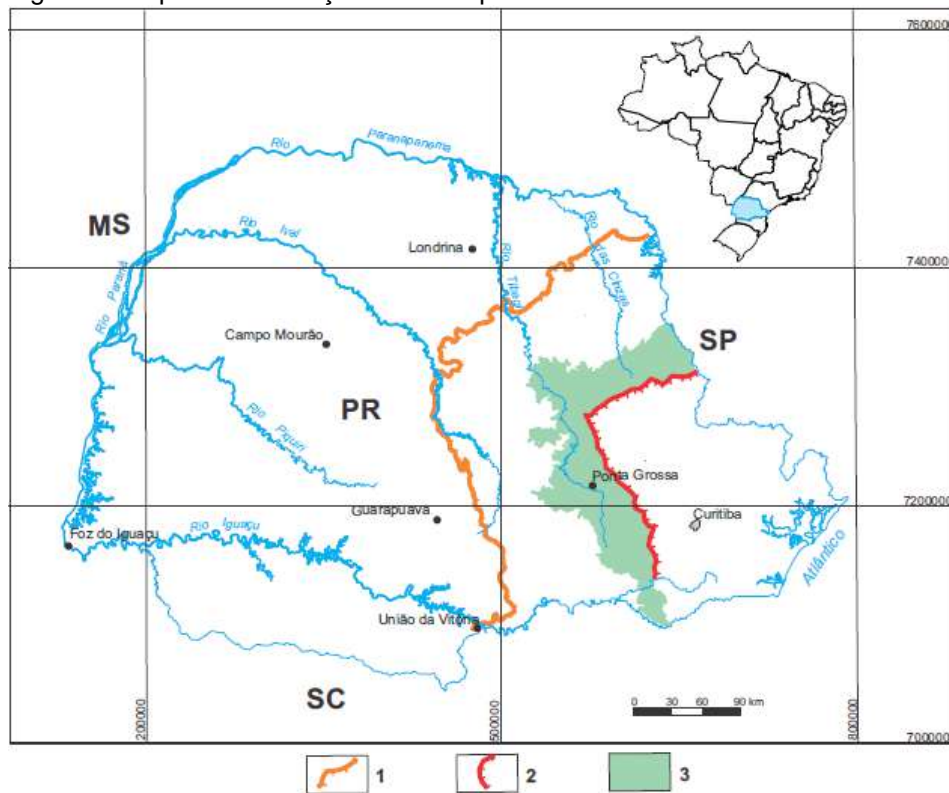 7600000
Rio Paranapanema
MS
Rio Ivaí
Londrina
Rio Tibagi
Rio das Cinzas
7400000
Rio Paraná
Campo Mourão
SP
PR
Rio Piquiri
Ponta Grossa
Guarapuava
7200000
Curitiba
Foz do Iguaçu
Rio Iguaçu
Atlântico
União da Vitória
SC
0 30 60 90 km
200000
500000
800000
7000000
1 2 3